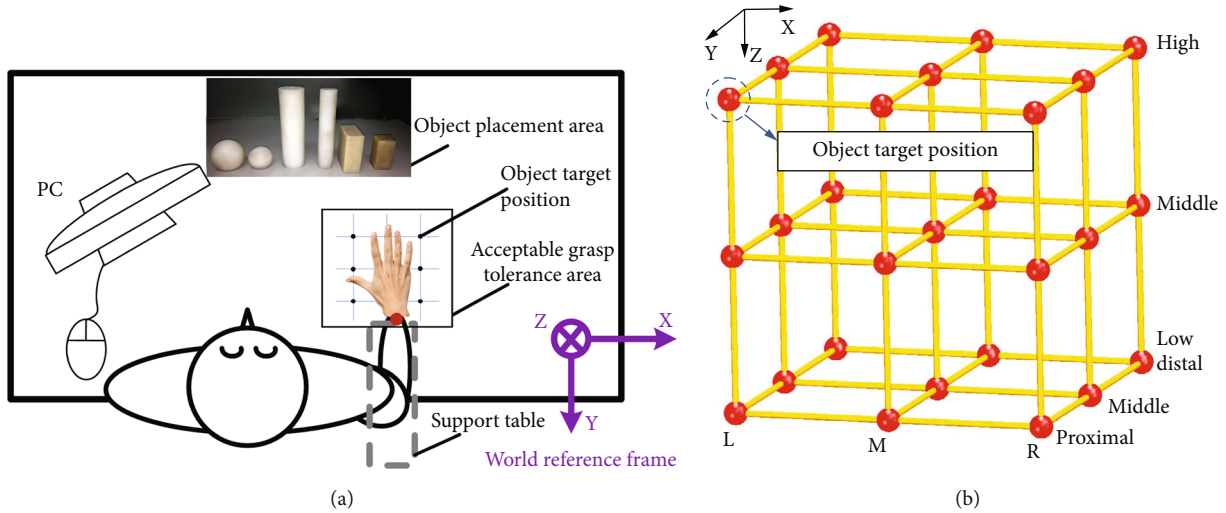 Object placement area
PC
Object target
position
Acceptable grasp
tolerance area
Z
X
Y
Support table
World reference frame
(a)
X
Y
Z
High
Object target position
Middle
Low
distal
Middle
Proximal
L
M
R
(b)